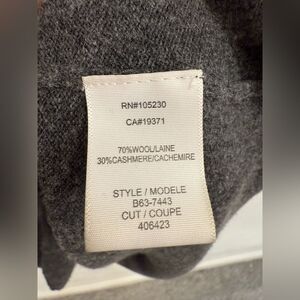 RN#105230
CA#19371
70%WOOL/LAINE
30%CASHMERE/CACHEMIRE
STYLE / MODELE
B63-7443
CUT / COUPE
406423